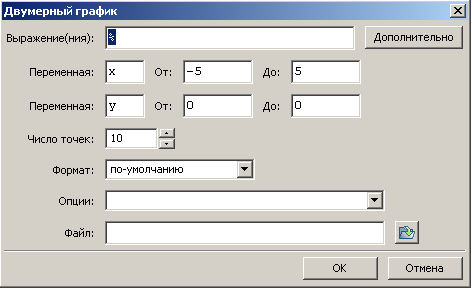 Двумерный график
Выражение(ния): % Дополнительно
Переменная: x От: -5 До: 5
Переменная: y От: 0 До: 0
Число точек: 10
Формат: по-умолчанию
Опции:
Файл:
OK Отмена